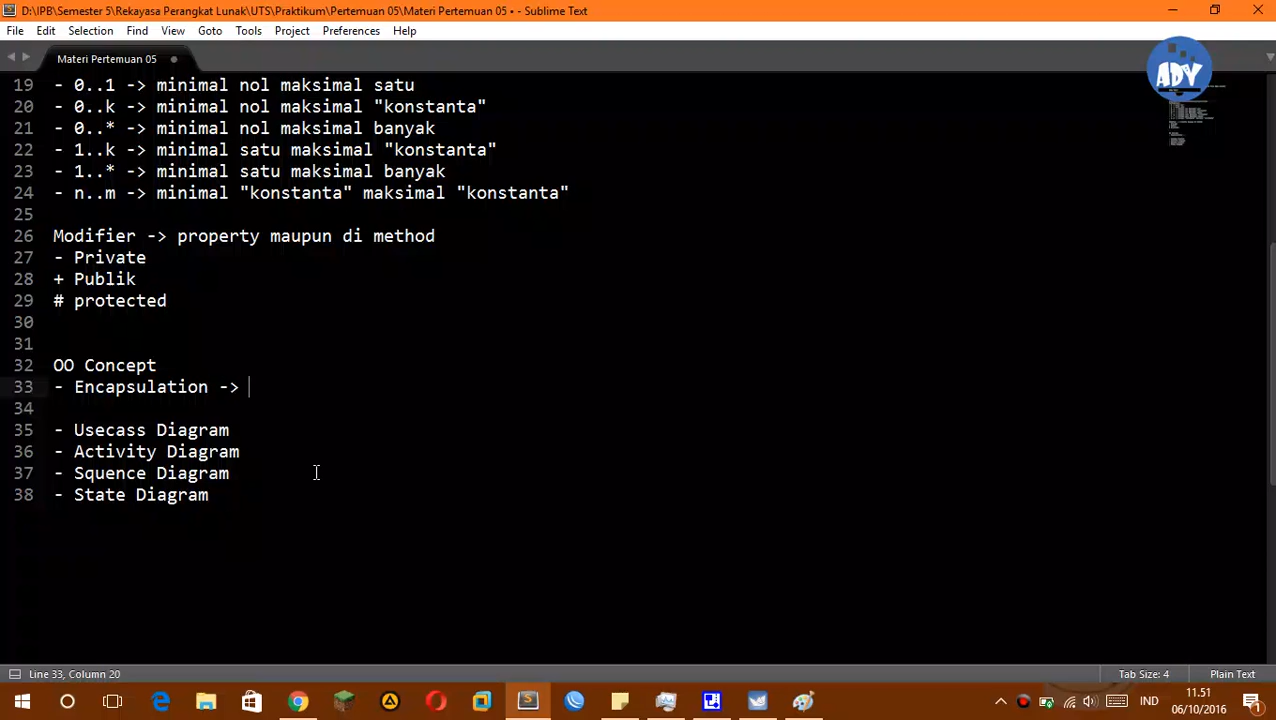 D:\IPB\Semester 5\Rekayasa Perangkat Lunak\UTS\Praktikum\Pertemuan 05\Materi Pertemuan 05 • - Sublime Text
File Edit Selection Find View Goto Tools Project Preferences Help
Materi Pertemuan 05
ADY
19 - 0..1 -> minimal nol maksimal satu
20 - 0..k -> minimal nol maksimal "konstanta"
21 - 0..* -> minimal nol maksimal banyak
22 - 1..k -> minimal satu maksimal "konstanta"
23 - 1..* -> minimal satu maksimal banyak
24 - n..m -> minimal "konstanta" maksimal "konstanta"
25
26 Modifier -> property maupun di method
27 - Private
28 + Publik
29 # protected
30
31
32 OO Concept
33 - Encapsulation ->
34
35 - Usecass Diagram
36 - Activity Diagram
37 - Squence Diagram
38 - State Diagram
Line 33, Column 20 Tab Size: 4 Plain Text
IND 11.51
06/10/2016